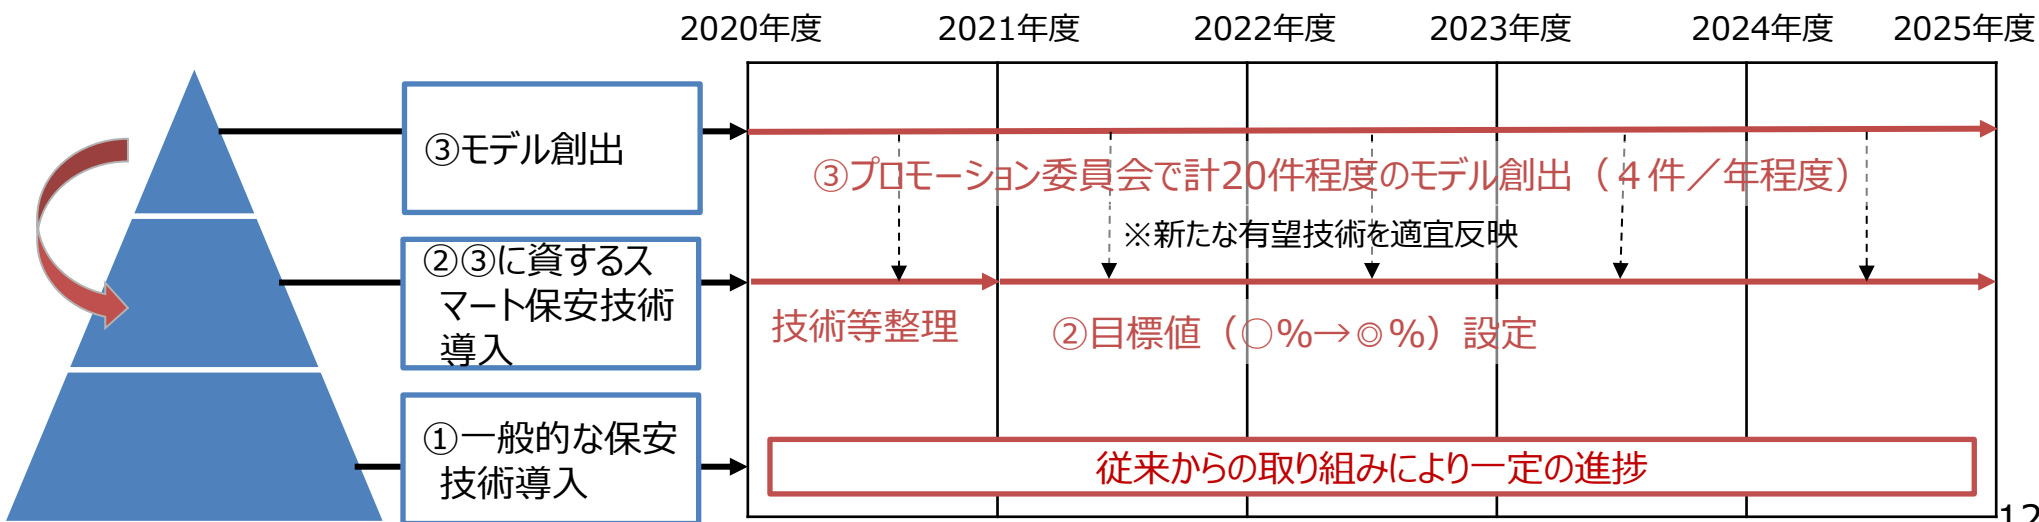 2020年度 2021年度 2022年度 2023年度 2024年度 2025年度
③モデル創出
③プロモーション委員会で計20件程度のモデル創出（４件／年程度）
※新たな有望技術を適宜反映
②③に資するス
マート保安技術
導入
技術等整理
②目標値（○％→◎％）設定
①一般的な保安
技術導入
従来からの取り組みにより一定の進捗
12